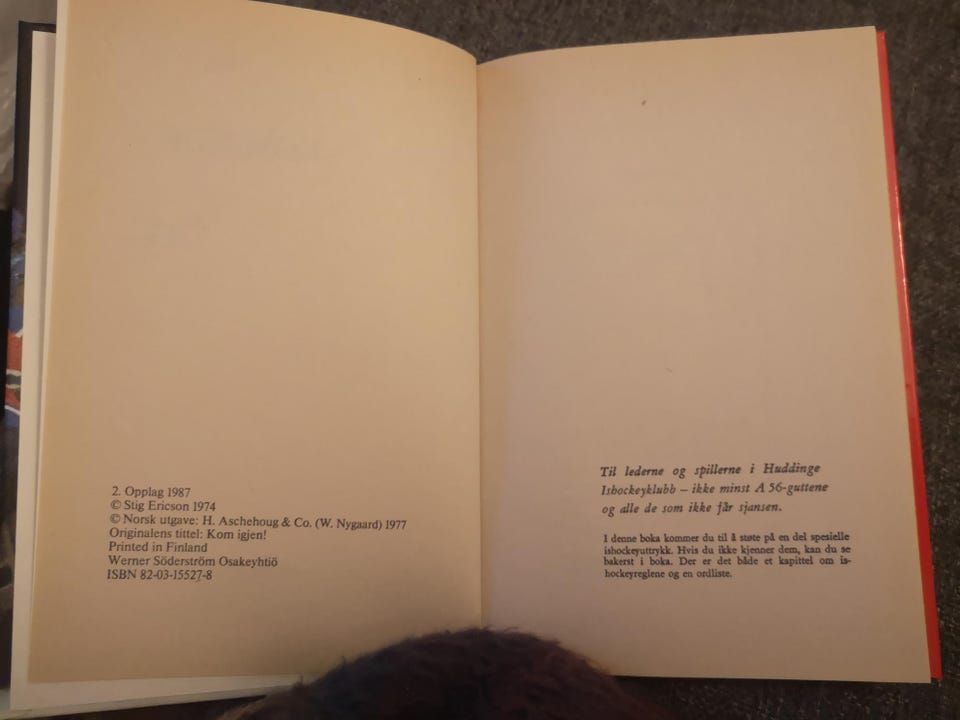 2. Opplag 1987
© Stig Ericson 1974
© Norsk utgave: H. Aschehoug & Co. (W. Nygaard) 1977
Originalens tittel: Kom igjen!
Printed in Finland
Werner Söderström Osakeyhtiö
ISBN 82-03-15527-8
Til lederne og spillerne i Huddinge
Ishockeyklubb – ikke minst A 56-guttene
og alle de som ikke får sjansen.
I denne boka kommer du til å støte på en del spesielle
ishockeyuttrykk. Hvis du ikke kjenner dem, kan du se
bakerst i boka. Der er det både et kapittel om is-
hockeyreglene og en ordliste.